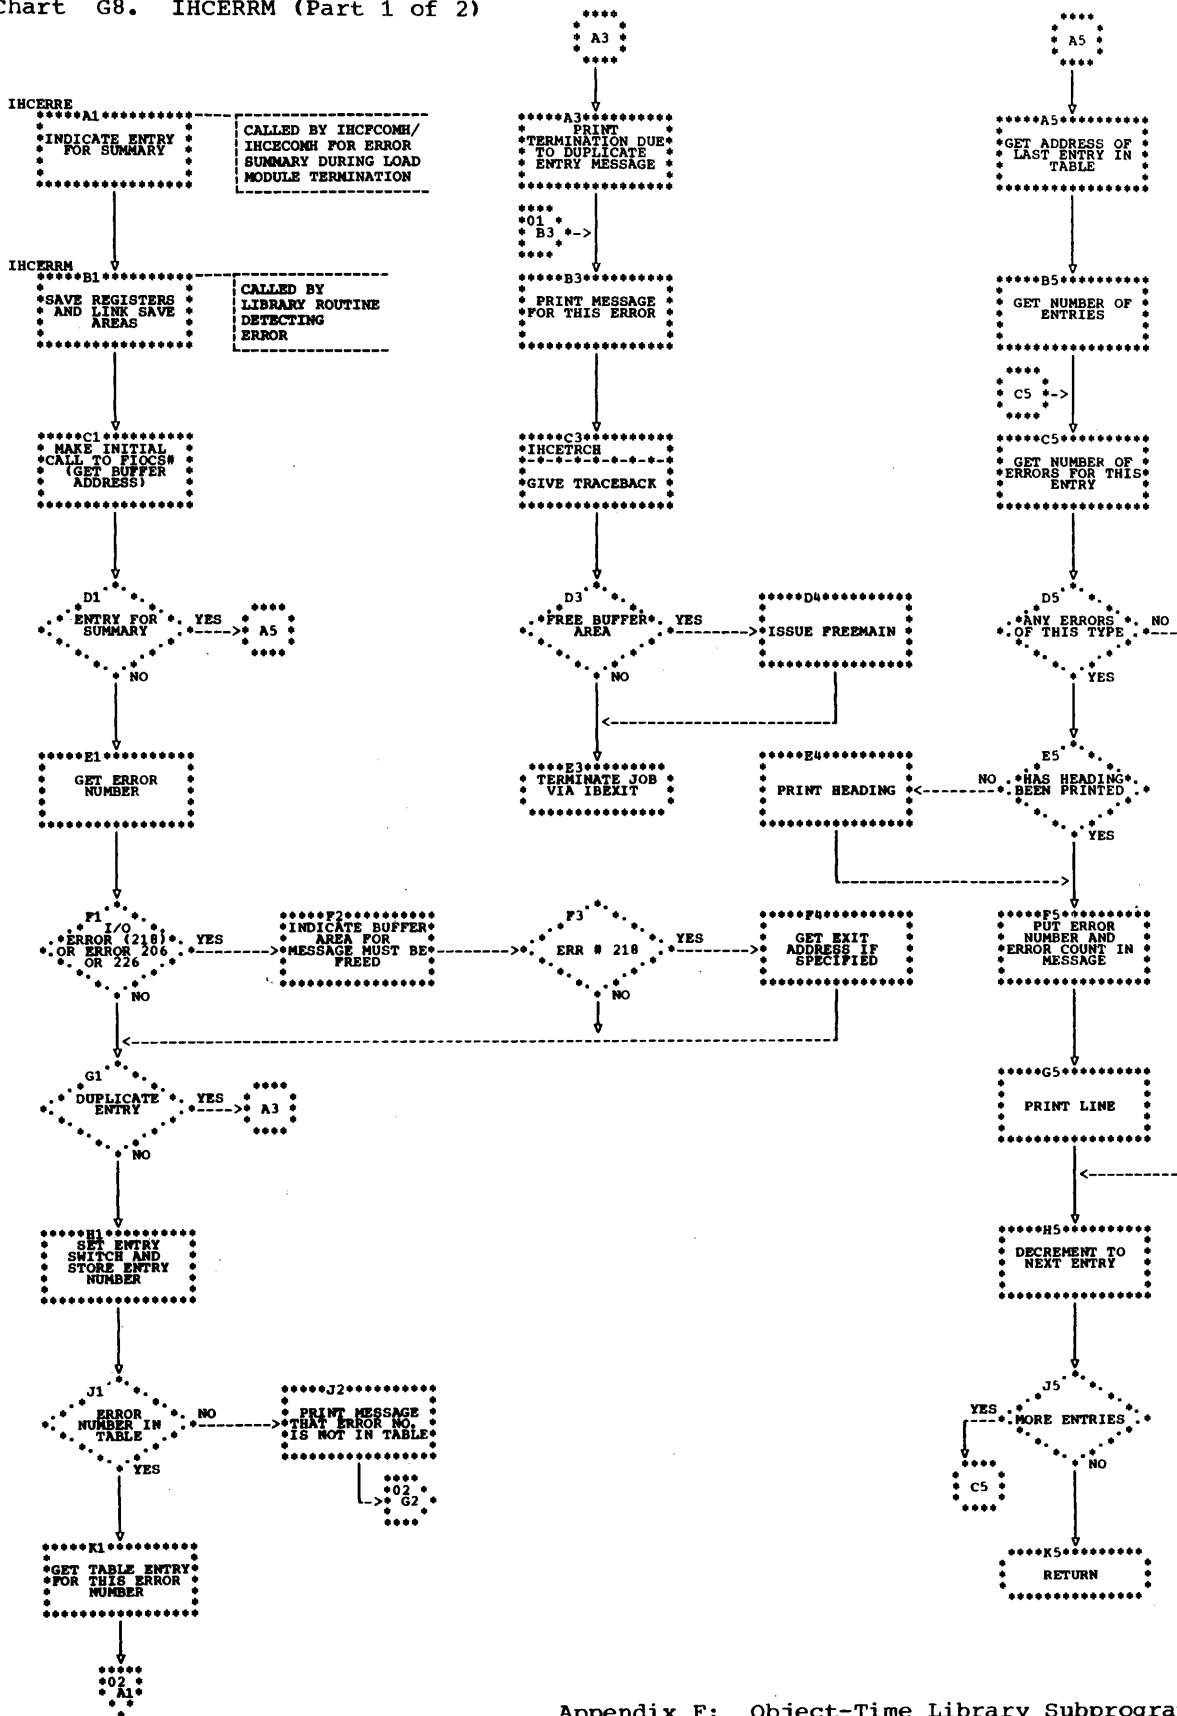 Chart G8. IHCERRM (Part 1 of 2)
A3
A5
IHCERRE
A1
INDICATE ENTRY
FOR SUMMARY
CALLED BY IHCFCOMH/
IHCECOMH FOR ERROR
SUMMARY DURING LOAD
MODULE TERMINATION
A3
PRINT
TERMINATION DUE
TO DUPLICATE
ENTRY MESSAGE
A5
GET ADDRESS OF
LAST ENTRY IN
TABLE
01
B3
IHCERRM
B1
SAVE REGISTERS
AND LINK SAVE
AREAS
CALLED BY
LIBRARY ROUTINE
DETECTING
ERROR
B3
PRINT MESSAGE
FOR THIS ERROR
B5
GET NUMBER OF
ENTRIES
C5
C1
MAKE INITIAL
CALL TO FIOCS#
(GET BUFFER
ADDRESS)
C3
IHCETRCH
GIVE TRACEBACK
C5
GET NUMBER OF
ERRORS FOR THIS
ENTRY
D1
ENTRY FOR
SUMMARY
YES
A5
NO
D3
FREE BUFFER
AREA
YES
NO
D4
ISSUE FREEMAIN
D5
ANY ERRORS
OF THIS TYPE
NO
YES
E1
GET ERROR
NUMBER
E3
TERMINATE JOB
VIA IBEXIT
E4
PRINT HEADING
NO
E5
HAS HEADING
BEEN PRINTED
YES
F1
I/O
ERROR (218)
OR ERROR 206
OR 226
YES
NO
F2
INDICATE BUFFER
AREA FOR
MESSAGE MUST BE
FREED
F3
ERR # 218
YES
NO
F4
GET EXIT
ADDRESS IF
SPECIFIED
F5
PUT ERROR
NUMBER AND
ERROR COUNT IN
MESSAGE
G1
DUPLICATE
ENTRY
YES
A3
NO
G5
PRINT LINE
H1
SET ENTRY
SWITCH AND
STORE ENTRY
NUMBER
H5
DECREMENT TO
NEXT ENTRY
J1
ERROR
NUMBER IN
TABLE
NO
YES
J2
PRINT MESSAGE
THAT ERROR NO.
IS NOT IN TABLE
02
G2
J5
MORE ENTRIES
YES
NO
C5
K1
GET TABLE ENTRY
FOR THIS ERROR
NUMBER
K5
RETURN
02
A1
Appendix F: Object-Time Library Subprogra